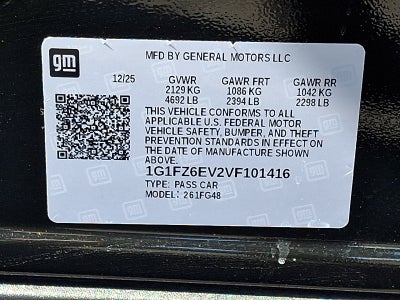 gm
MFD BY GENERAL MOTORS LLC
12/25 GVWR GAWR FRT GAWR RR
2129 KG 1086 KG 1042 KG
4692 LB 2394 LB 2298 LB
THIS VEHICLE CONFORMS TO ALL
APPLICABLE U.S. FEDERAL MOTOR
VEHICLE SAFETY, BUMPER, AND THEFT
PREVENTION STANDARDS IN EFFECT ON
THE DATE OF MANUFACTURE SHOWN
ABOVE.
1G1FZ6EV2VF101416
TYPE: PASS CAR
MODEL: 261FG48